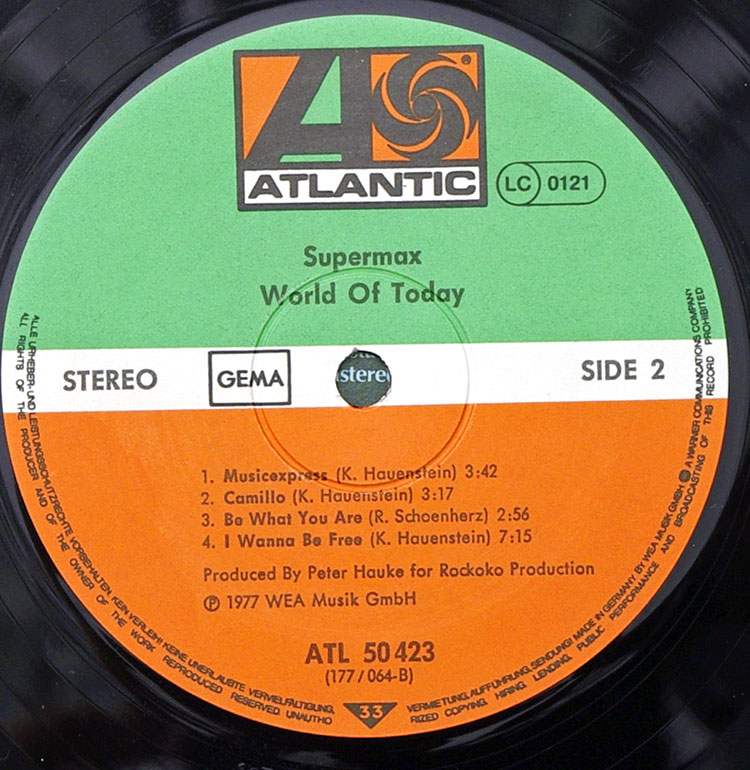 ATLANTIC
®
LC 0121
Supermax
World Of Today
STEREO
GEMA
stereo
SIDE 2
1. Musicexpress (K. Hauenstein) 3:42
2. Camillo (K. Hauenstein) 3:17
3. Be What You Are (R. Schoenherz) 2:56
4. I Wanna Be Free (K. Hauenstein) 7:15
Produced By Peter Hauke for Rockoko Production
℗ 1977 WEA Musik GmbH
ATL 50 423
(177 / 064-B)
33
ALLE URHEBER- UND LEISTUNGSSCHUTZRECHTE VORBEHALTEN KEIN VERLEIH! KEINE UNERLAUBTE VERVIELFÄLTIGUNG, VERMIETUNG, AUFFÜHRUNG, SENDUNG! MADE IN GERMANY BY WEA MUSIK GMBH A WARNER COMMUNICATIONS COMPANY
ALL RIGHTS OF THE PRODUCER AND OF THE OWNER OF THE WORK REPRODUCED RESERVED. UNAUTHORIZED COPYING, HIRING, LENDING, PUBLIC PERFORMANCE AND BROADCASTING OF THIS RECORD PROHIBITED